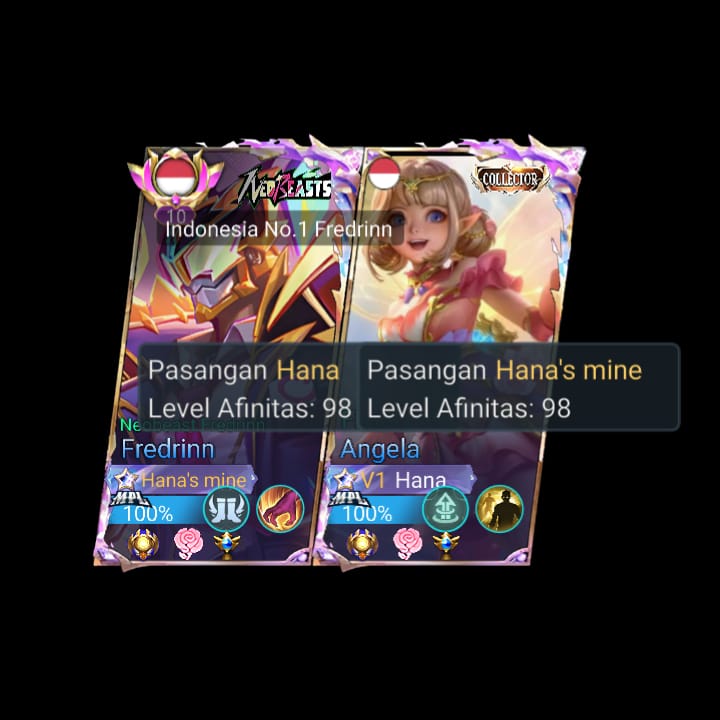 NEOBEASTS
COLLECTOR
10
Indonesia No.1 Fredrinn
Pasangan Hana
Level Afinitas: 98
Pasangan Hana's mine
Level Afinitas: 98
Neobeast Fredrinn
Fredrinn
Angela
Hana's mine
V1 Hana
MPL
100%
MPL
100%